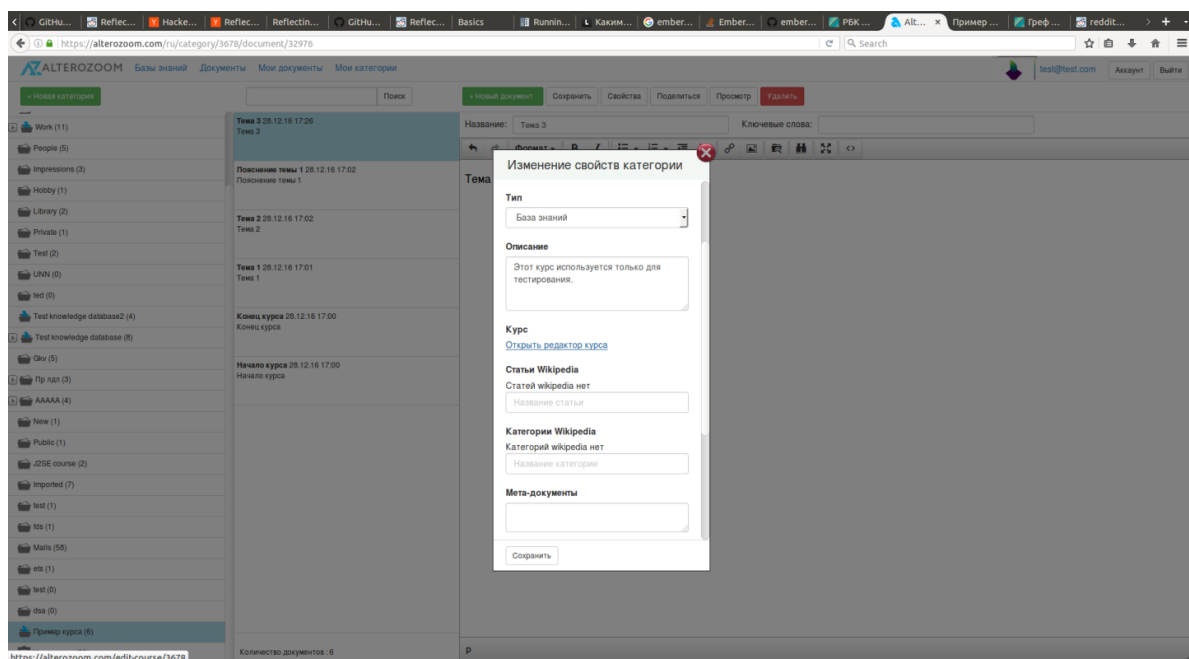 GitHu...
Reflec...
Hacke...
Reflec...
Reflectin...
GitHu...
Reflec...
Basics
Runnin...
Каким...
ember...
Ember...
ember...
РБК ...
Alt...
Пример ...
Греф ...
reddit...
https://alterozoom.com/ru/category/3678/document/32976
Search
ALTEROZOOM
Базы знаний
Документы
Мои документы
Мои категории
test@test.com
Аккаунт
Выйти
+ Новая категория
Поиск
+ Новый документ
Сохранить
Свойства
Поделиться
Просмотр
Удалить
Work (11)
People (5)
Impressions (3)
Hobby (1)
Library (2)
Private (1)
Test (2)
UNN (0)
ted (0)
Test knowledge database2 (4)
Test knowledge database (8)
Gkv (5)
AAAAA (4)
New (1)
Public (1)
J2SE course (2)
Imported (7)
test (1)
fds (1)
Mails (58)
ets (1)
test (0)
dsa (0)
Пример курса (6)
https://alterozoom.com/edit-course/3678
Тема 3 28.12.16 17:26
Тема 3
Пояснение темы 1 28.12.16 17:02
Пояснение темы 1
Тема 2 28.12.16 17:02
Тема 2
Тема 1 28.12.16 17:01
Тема 1
Конец курса 28.12.16 17:00
Конец курса
Начало курса 28.12.16 17:00
Начало курса
Количество документов : 6
Название:
Тема 3
Ключевые слова:
Формат
B
I
Тема
Изменение свойств категории
Тип
База знаний
Описание
Этот курс используется только для
тестирования.
Курс
Открыть редактор курса
Статьи Wikipedia
Статей wikipedia нет
Название статьи
Категории Wikipedia
Категорий wikipedia нет
Название категории
Мета-документы
Сохранить
p